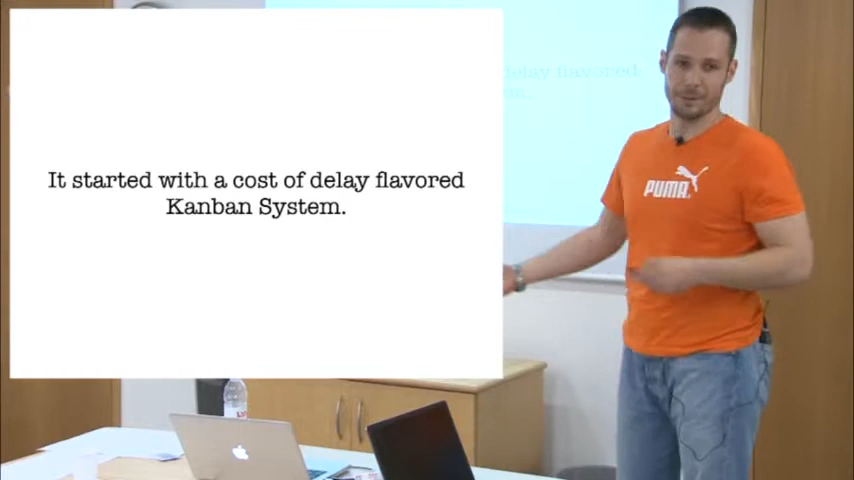 It started with a cost of delay flavored
Kanban System.
delay flavored
PUMA